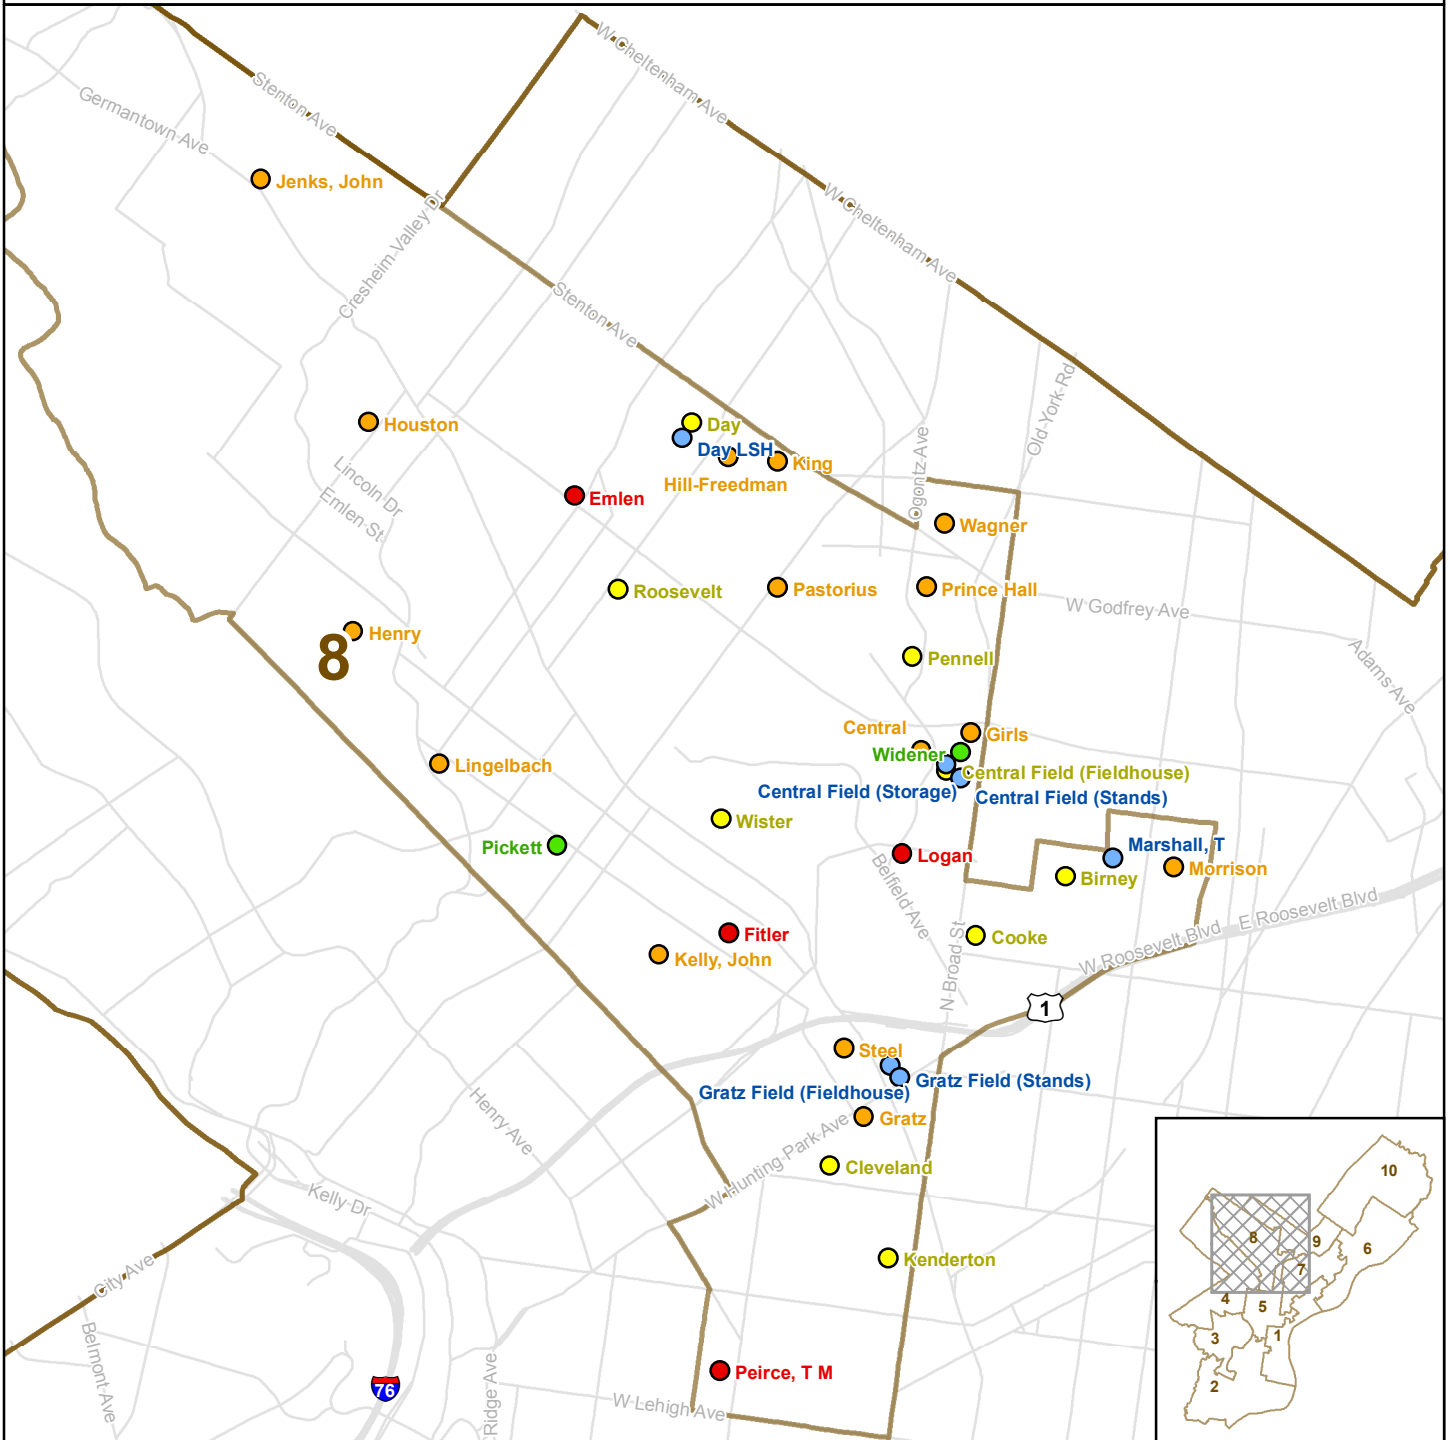 W Cheltenham Ave
Stenton Ave
Germantown Ave
Jenks, John
W Cheltenham Ave
Cresheim Valley Dr
Stenton Ave
Old York Rd
Houston
Day
Day LSH
King
Hill-Freedman
Ogontz Ave
Lincoln Dr
Emlen St
Emlen
Wagner
Roosevelt
Pastorius
Prince Hall
W Godfrey Ave
Henry
8
Pennell
Adams Ave
Central
Girls
Widener
Lingelbach
Central Field (Fieldhouse)
Central Field (Storage)
Central Field (Stands)
Wister
Pickett
Marshall, T
Logan
Morrison
Birney
Belfield Ave
E Roosevelt Blvd
Fitler
Cooke
W Roosevelt Blvd
Kelly, John
N Broad St
1
Steel
Gratz Field (Stands)
Gratz Field (Fieldhouse)
Henry Ave
Gratz
W Hunting Park Ave
Cleveland
Kelly Dr
Kenderton
City Ave
Belmont Ave
Peirce, T M
76
Ridge Ave
W Lehigh Ave
10
8
9
6
7
4
5
3
1
2